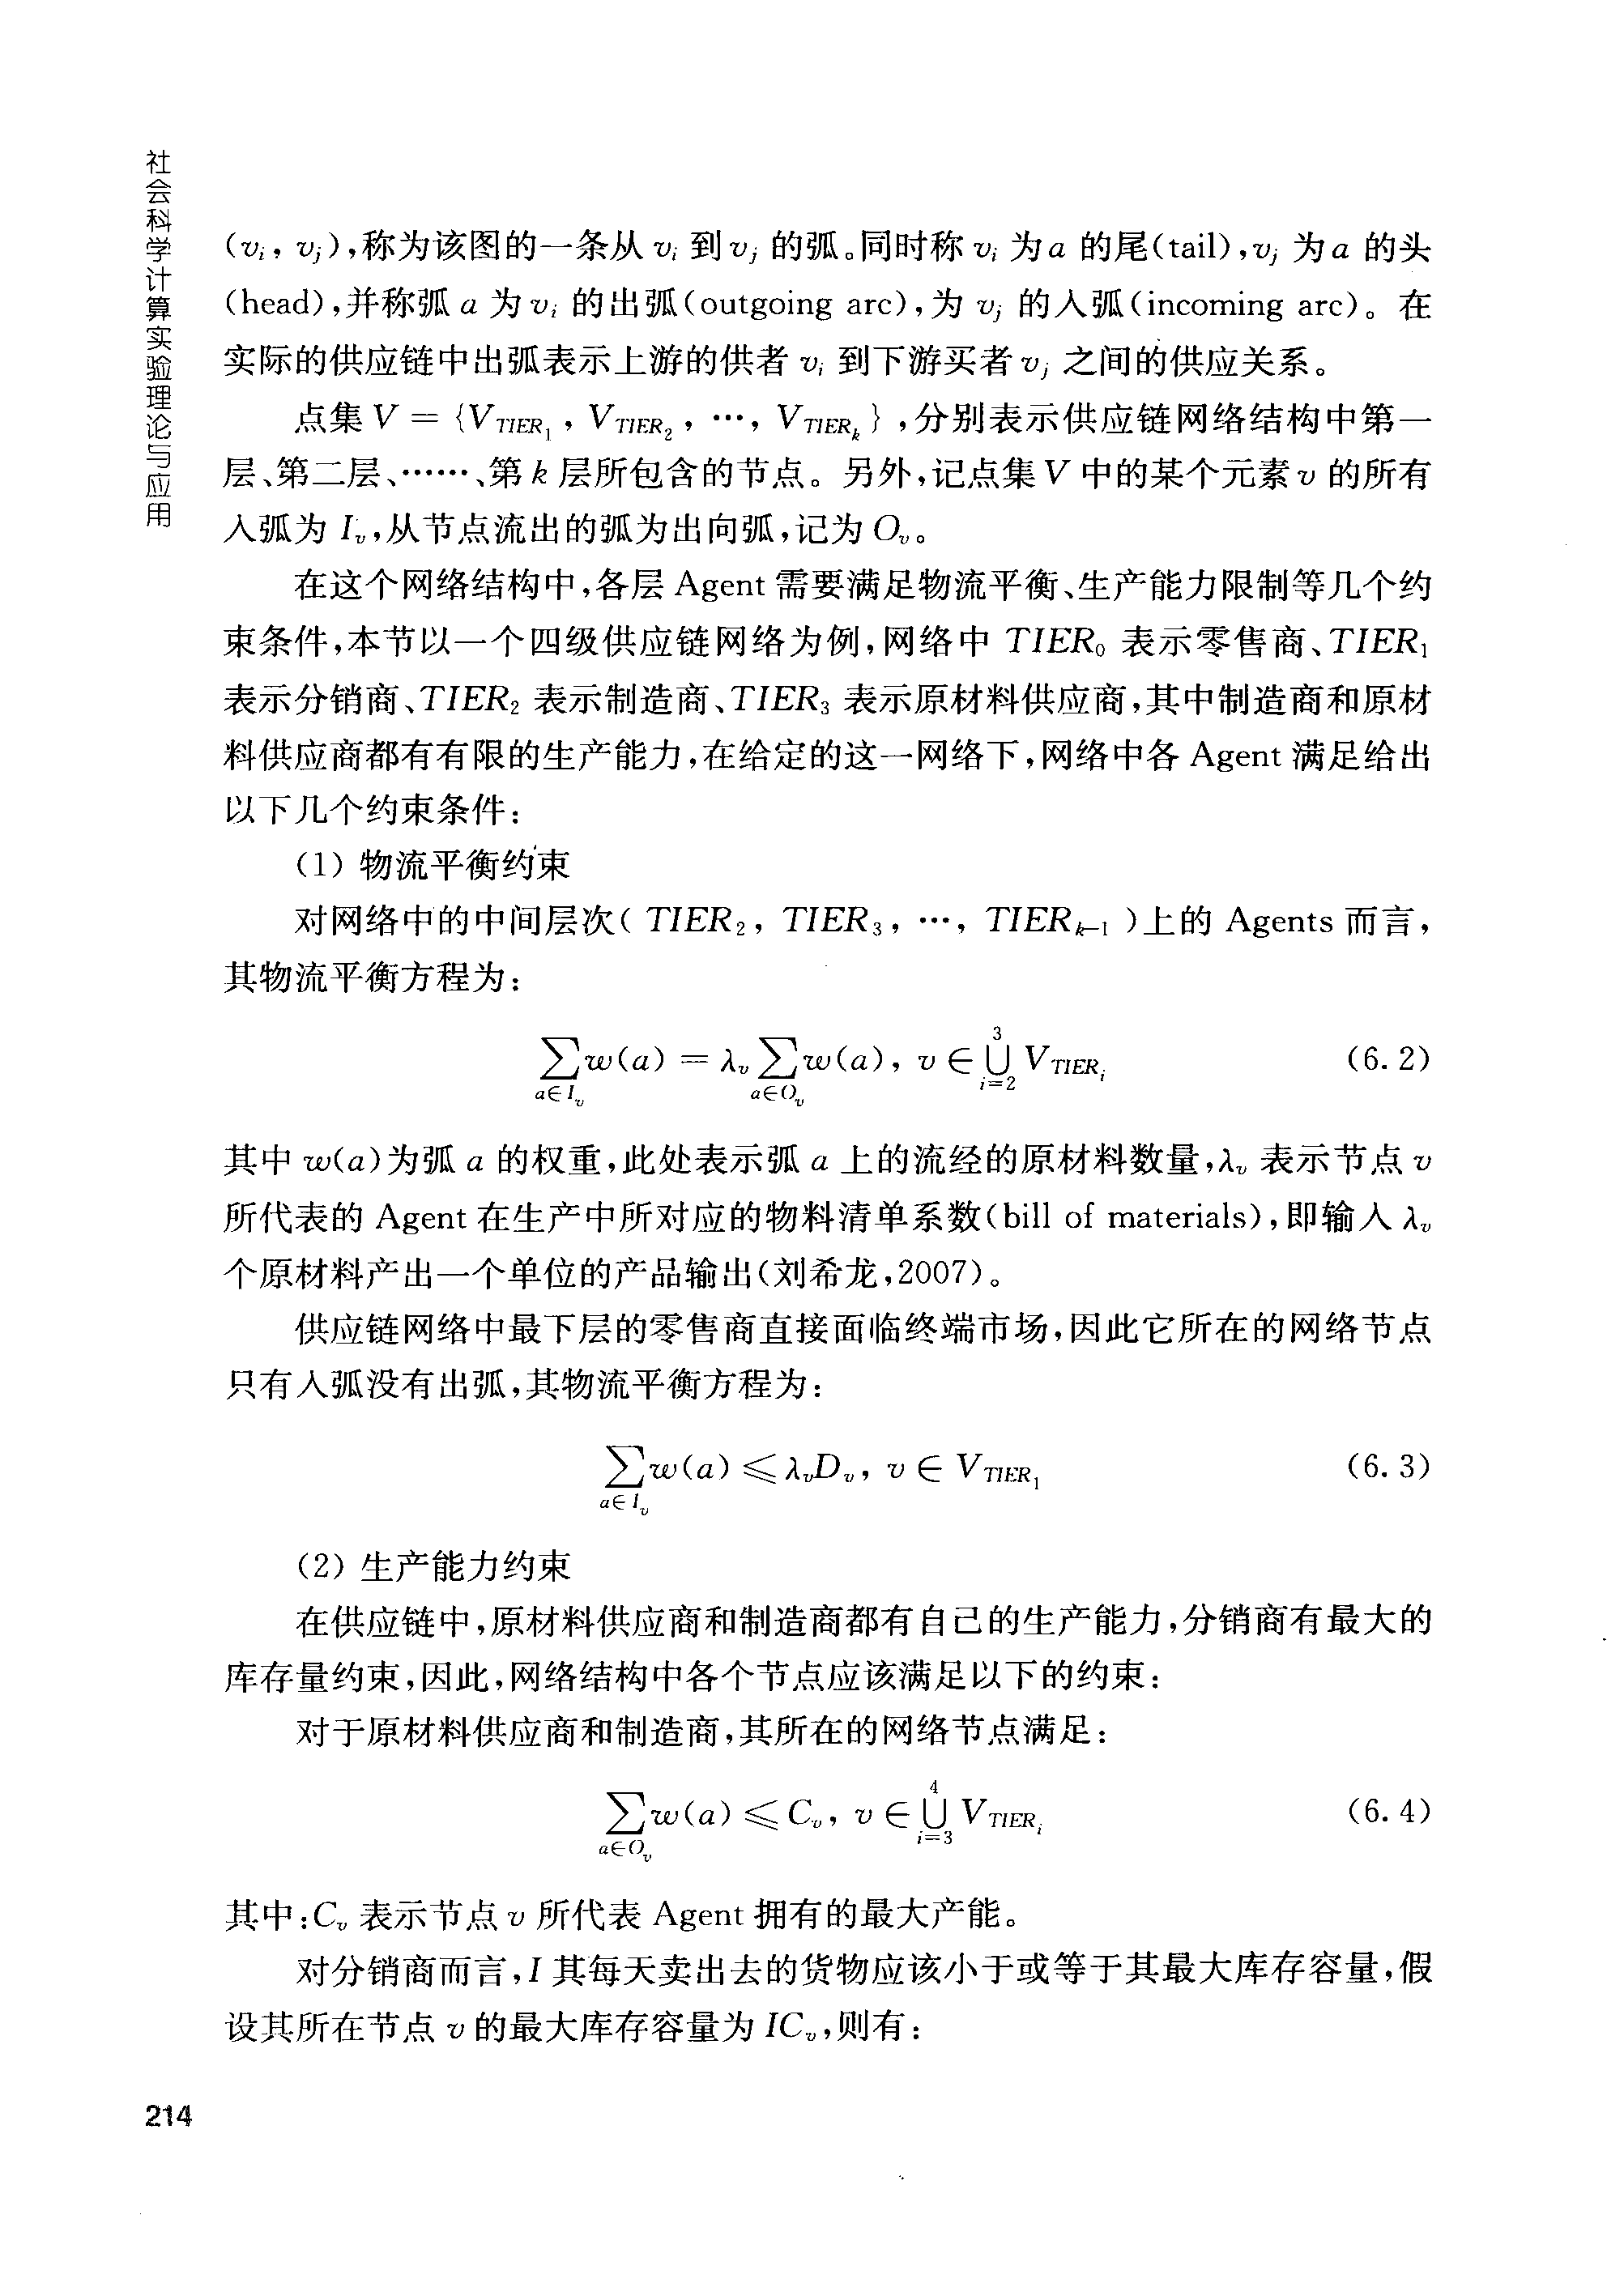 社会科学计算实验理论与应用
(v_i, v_j),称为该图的一条从 v_i 到 v_j 的弧。同时称 v_i 为 a 的尾(tail),v_j 为 a 的头
(head),并称弧 a 为 v_i 的出弧(outgoing arc),为 v_j 的入弧(incoming arc)。在
实际的供应链中出弧表示上游的供者 v_i 到下游买者 v_j 之间的供应关系。
点集 V = {V_{TIER_1}, V_{TIER_2}, …, V_{TIER_k}},分别表示供应链网络结构中第一
层、第二层、……、第 k 层所包含的节点。另外,记点集 V 中的某个元素 v 的所有
入弧为 I_v,从节点流出的弧为出向弧,记为 O_v。
在这个网络结构中,各层 Agent 需要满足物流平衡、生产能力限制等几个约
束条件,本节以一个四级供应链网络为例,网络中 TIER_0 表示零售商、TIER_1
表示分销商、TIER_2 表示制造商、TIER_3 表示原材料供应商,其中制造商和原材
料供应商都有有限的生产能力,在给定的这一网络下,网络中各 Agent 满足给出
以下几个约束条件:
(1) 物流平衡约束
对网络中的中间层次( TIER_2, TIER_3, …, TIER_{k-1} )上的 Agents 而言,
其物流平衡方程为:
∑_{a∈I_v} w(a) = λ_v ∑_{a∈O_v} w(a), v ∈ ⋃_{i=2}^{3} V_{TIER_i} (6.2)
其中 w(a)为弧 a 的权重,此处表示弧 a 上的流经的原材料数量,λ_v 表示节点 v
所代表的 Agent 在生产中所对应的物料清单系数(bill of materials),即输入 λ_v
个原材料产出一个单位的产品输出(刘希龙,2007)。
供应链网络中最下层的零售商直接面临终端市场,因此它所在的网络节点
只有入弧没有出弧,其物流平衡方程为:
∑_{a∈I_v} w(a) ≤ λ_v D_v, v ∈ V_{TIER_1} (6.3)
(2) 生产能力约束
在供应链中,原材料供应商和制造商都有自己的生产能力,分销商有最大的
库存量约束,因此,网络结构中各个节点应该满足以下的约束:
对于原材料供应商和制造商,其所在的网络节点满足:
∑_{a∈O_v} w(a) ≤ C_v, v ∈ ⋃_{i=3}^{4} V_{TIER_i} (6.4)
其中:C_v 表示节点 v 所代表 Agent 拥有的最大产能。
对分销商而言,I 其每天卖出去的货物应该小于或等于其最大库存容量,假
设其所在节点 v 的最大库存容量为 IC_v,则有:
214